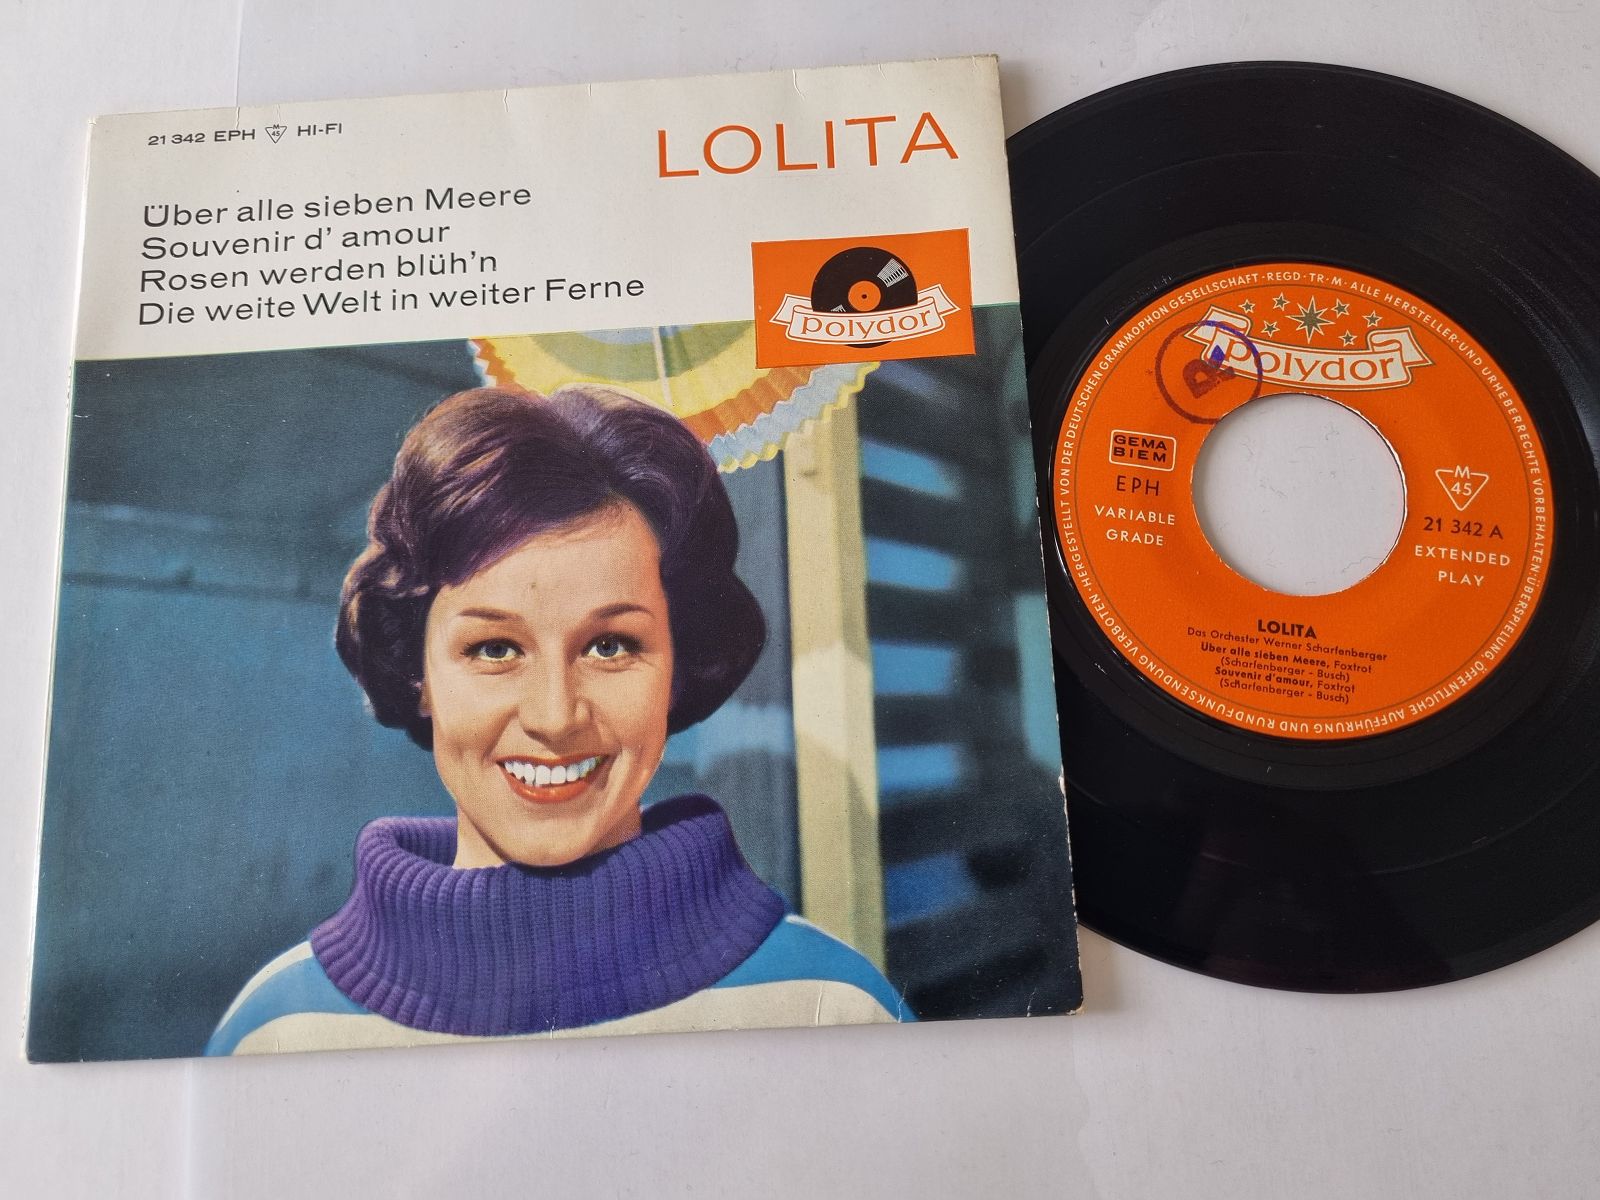 21 342 EPH M 45 HI-FI
LOLITA
Über alle sieben Meere
Souvenir d' amour
Rosen werden blüh'n
Die weite Welt in weiter Ferne
polydor
HERGESTELLT VON DER DEUTSCHEN GRAMMOPHON GESELLSCHAFT · REGD · TR · M · ALLE HERSTELLER- UND URHEBERRECHTE VORBEHALTEN · ÜBERSPIELUNG, ÖFFENTLICHE AUFFÜHRUNG UND RUNDFUNKSENDUNG VERBOTEN ·
polydor
GEMA
BIEM
EPH
VARIABLE
GRADE
M
45
21 342 A
EXTENDED
PLAY
LOLITA
Das Orchester Werner Scharfenberger
Über alle sieben Meere, Foxtrot
(Scharfenberger - Busch)
Souvenir d'amour, Foxtrot
(Scharfenberger - Busch)